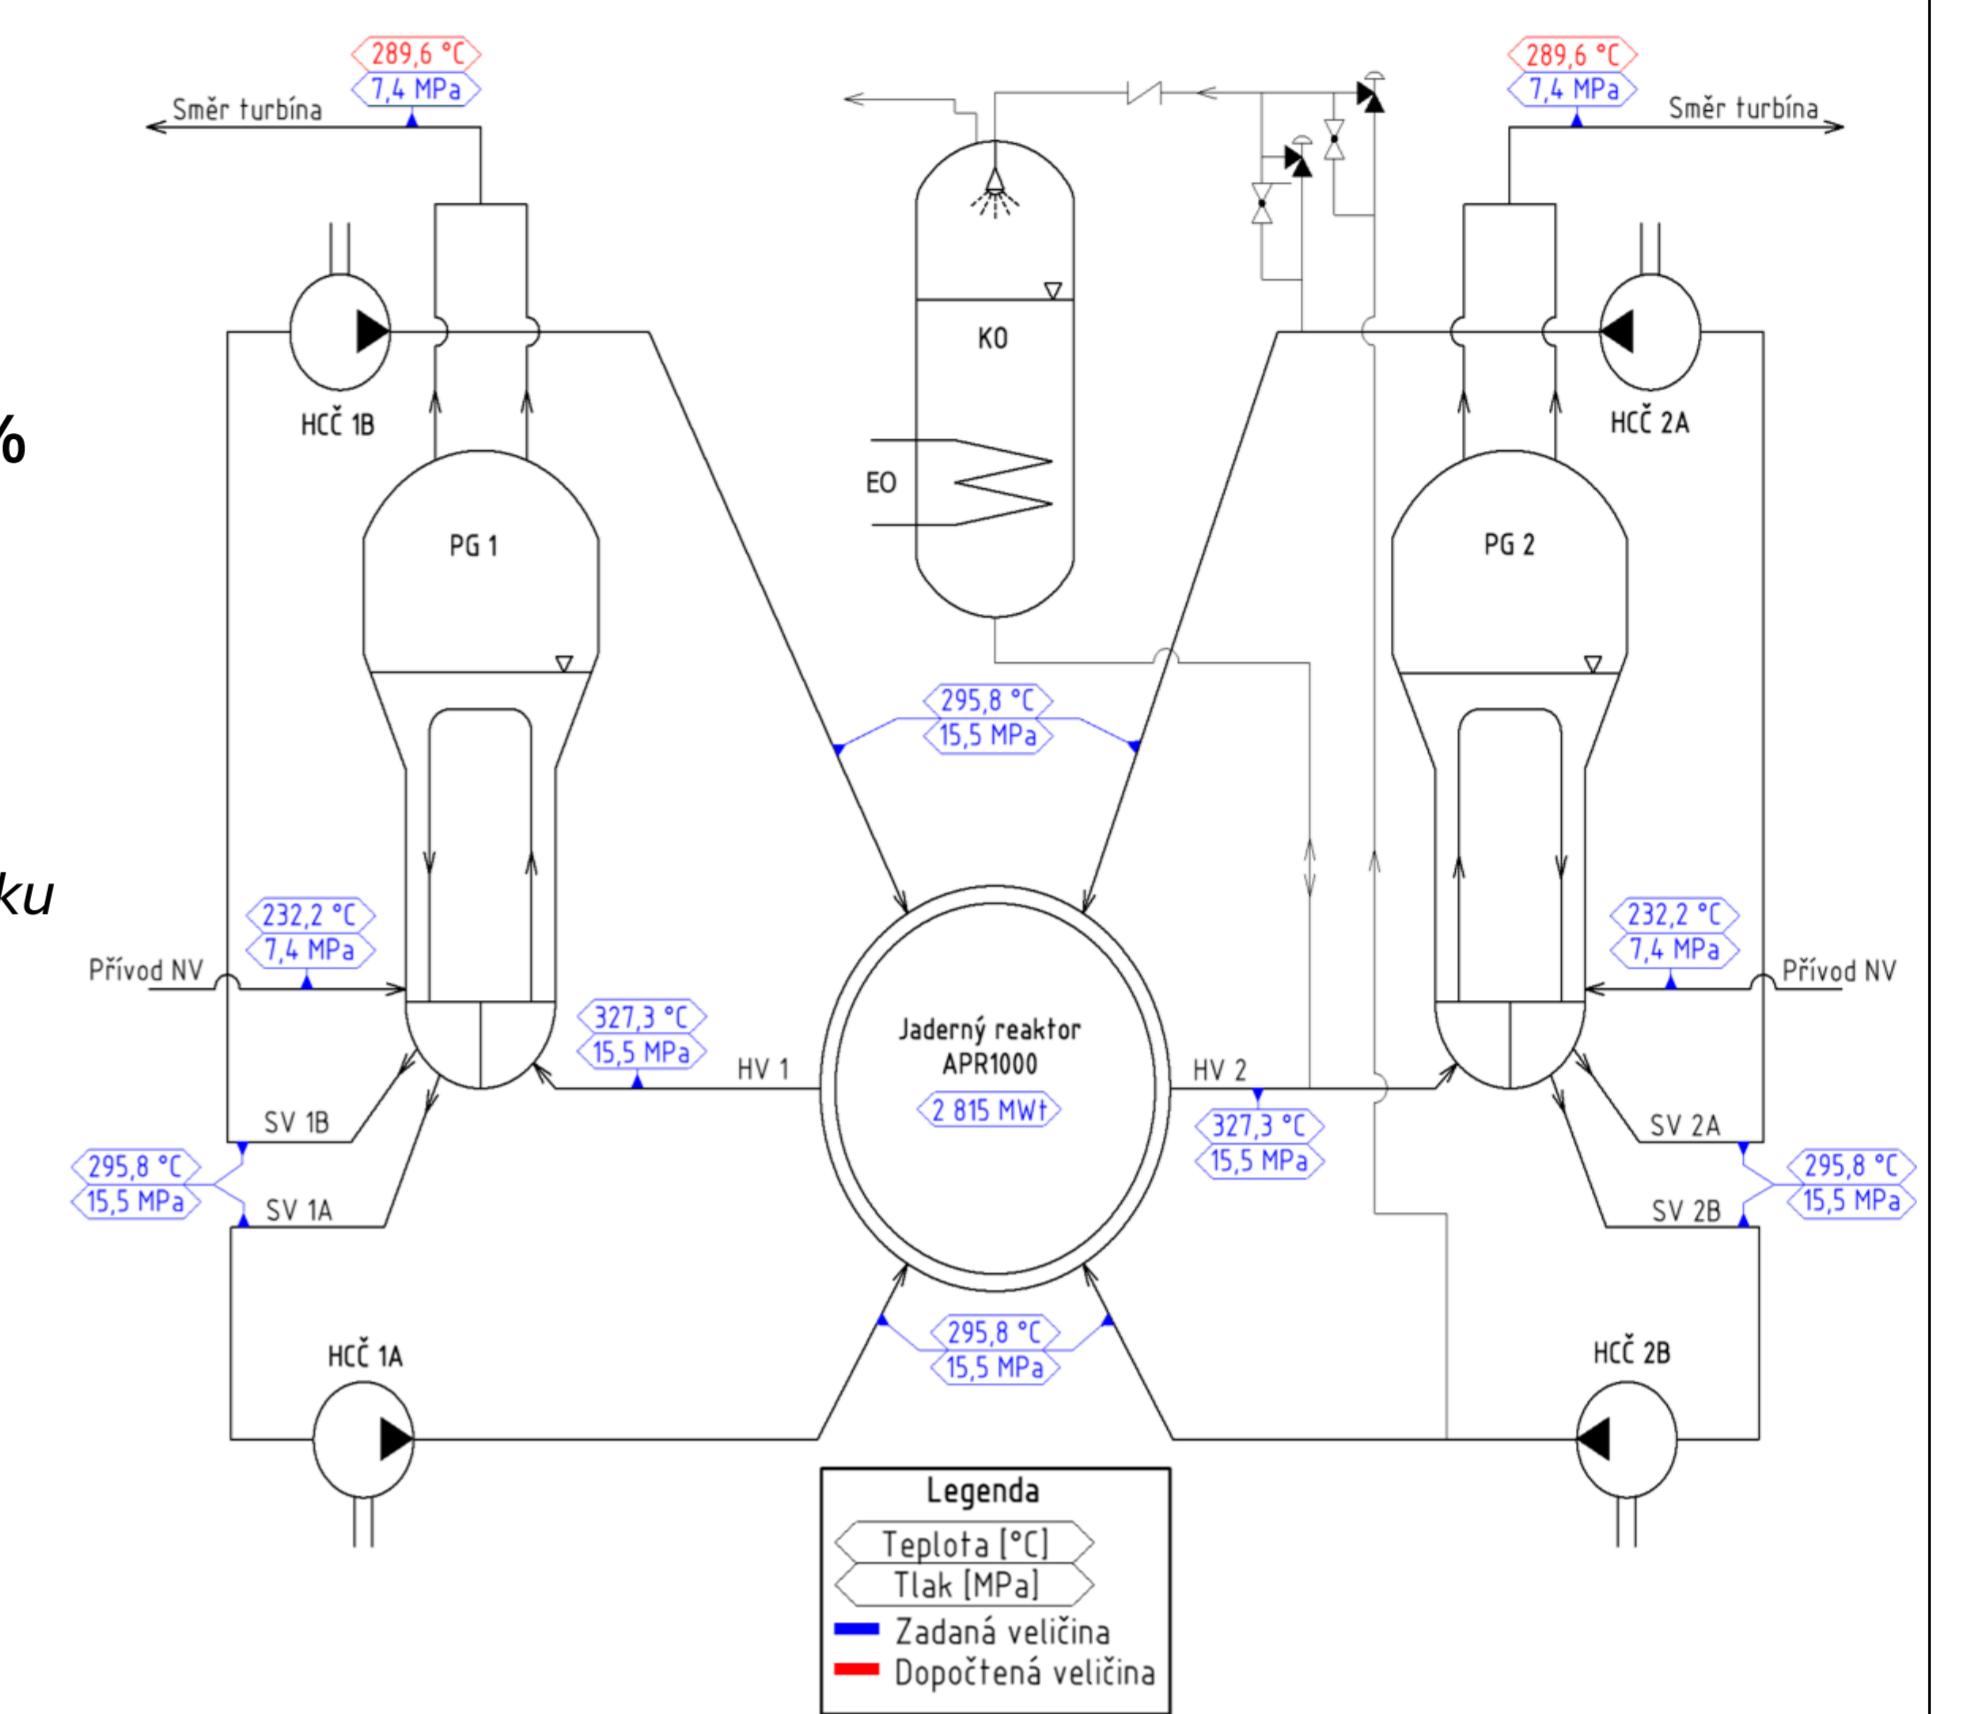 289,6 °C
7,4 MPa
Směr turbína
289,6 °C
7,4 MPa
Směr turbína
HCČ 1B
KO
HCČ 2A
%
EO
PG 1
PG 2
295,8 °C
15,5 MPa
ku
232,2 °C
7,4 MPa
Přívod NV
232,2 °C
7,4 MPa
Přívod NV
327,3 °C
15,5 MPa
HV 1
Jaderný reaktor
APR1000
2 815 MWt
HV 2
327,3 °C
15,5 MPa
SV 1B
295,8 °C
15,5 MPa
SV 1A
SV 2A
295,8 °C
15,5 MPa
SV 2B
295,8 °C
15,5 MPa
HCČ 1A
HCČ 2B
Legenda
Teplota [°C]
Tlak [MPa]
Zadaná veličina
Dopočtená veličina